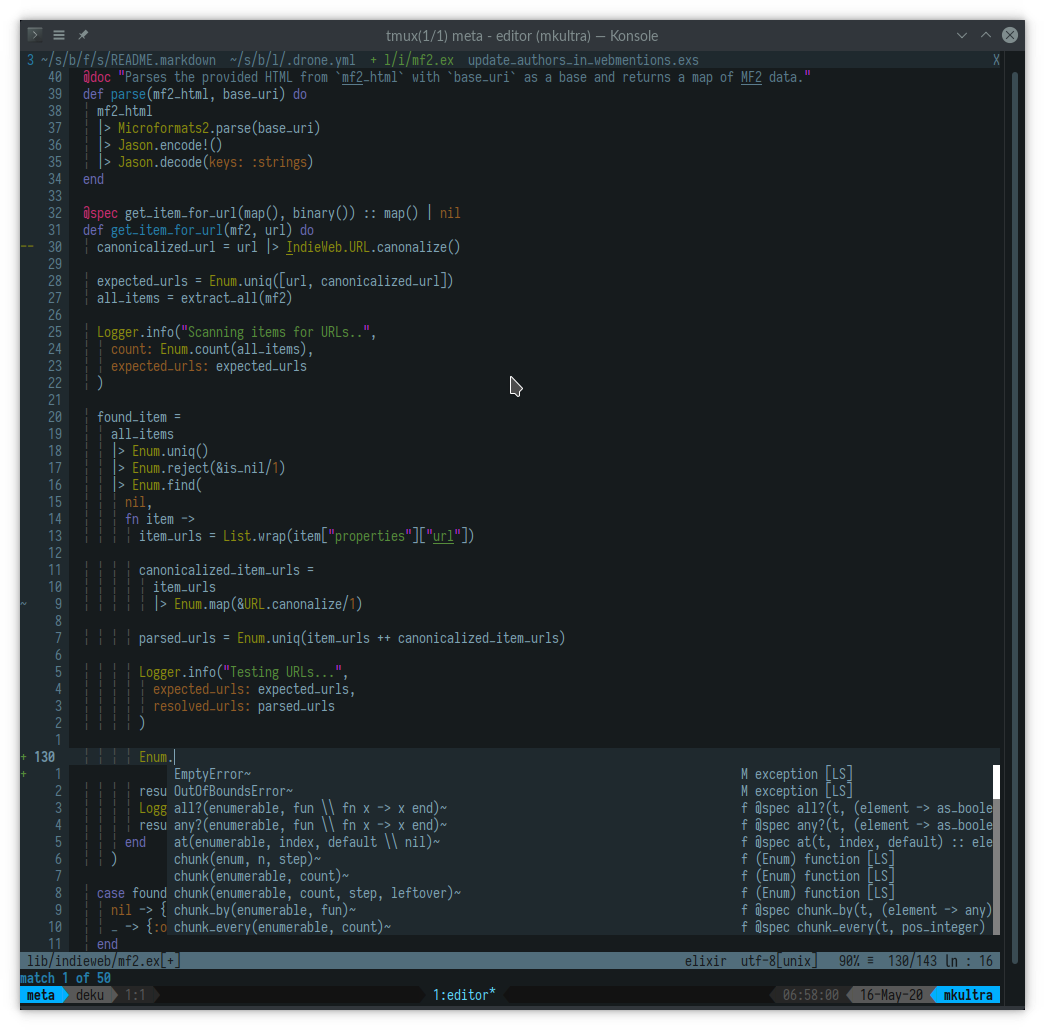 tmux(1/1) meta - editor (mkultra) — Konsole
3 ~/s/b/f/s/README.markdown ~/s/b/l/.drone.yml + l/i/mf2.ex update_authors_in_webmentions.exs X
40 @doc "Parses the provided HTML from `mf2_html` with `base_uri` as a base and returns a map of MF2 data."
39 def parse(mf2_html, base_uri) do
38 mf2_html
37 |> Microformats2.parse(base_uri)
36 |> Jason.encode!()
35 |> Jason.decode(keys: :strings)
34 end
33
32 @spec get_item_for_url(map(), binary()) :: map() | nil
31 def get_item_for_url(mf2, url) do
-- 30 canonicalized_url = url |> IndieWeb.URL.canonalize()
29
28 expected_urls = Enum.uniq([url, canonicalized_url])
27 all_items = extract_all(mf2)
26
25 Logger.info("Scanning items for URLs..",
24 count: Enum.count(all_items),
23 expected_urls: expected_urls
22 )
21
20 found_item =
19 all_items
18 |> Enum.uniq()
17 |> Enum.reject(&is_nil/1)
16 |> Enum.find(
15 nil,
14 fn item ->
13 item_urls = List.wrap(item["properties"]["url"])
12
11 canonicalized_item_urls =
10 item_urls
~ 9 |> Enum.map(&URL.canonalize/1)
8
7 parsed_urls = Enum.uniq(item_urls ++ canonicalized_item_urls)
6
5 Logger.info("Testing URLs...",
4 expected_urls: expected_urls,
3 resolved_urls: parsed_urls
2 )
1
+ 130 Enum.
+ 1 EmptyError~ M exception [LS]
2 resu OutOfBoundsError~ M exception [LS]
3 Logg all?(enumerable, fun \\ fn x -> x end)~ f @spec all?(t, (element -> as_boole
4 resu any?(enumerable, fun \\ fn x -> x end)~ f @spec any?(t, (element -> as_boole
5 end at(enumerable, index, default \\ nil)~ f @spec at(t, index, default) :: ele
6 ) chunk(enum, n, step)~ f (Enum) function [LS]
7 chunk(enumerable, count)~ f (Enum) function [LS]
8 case found chunk(enumerable, count, step, leftover)~ f (Enum) function [LS]
9 nil -> { chunk_by(enumerable, fun)~ f @spec chunk_by(t, (element -> any)
10 _ -> {:o chunk_every(enumerable, count)~ f @spec chunk_every(t, pos_integer)
11 end
lib/indieweb/mf2.ex[+] elixir utf-8[unix] 90% ≡ 130/143 ln : 16
match 1 of 50
meta deku 1:1 1:editor* 06:58:00 16-May-20 mkultra